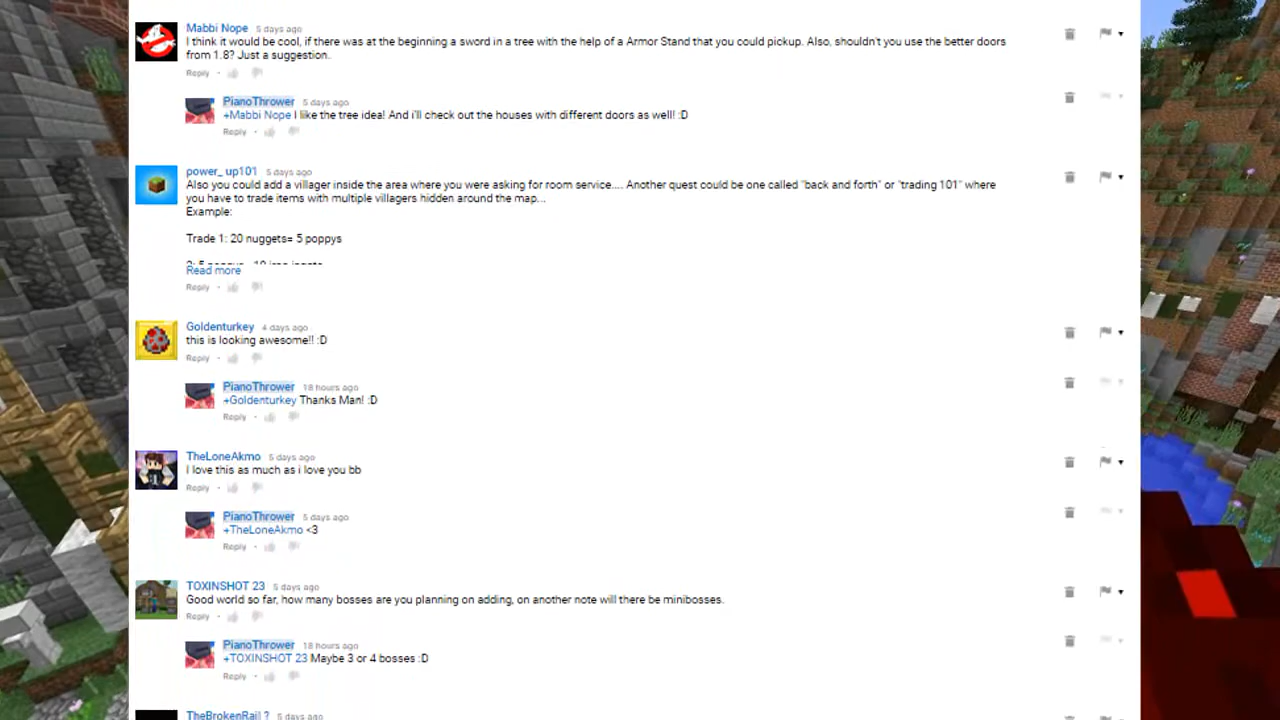 Mabbi Nope 5 days ago
I think it would be cool, if there was at the beginning a sword in a tree with the help of a Armor Stand that you could pickup. Also, shouldn't you use the better doors
from 1.8? Just a suggestion.
Reply
PianoThrower 5 days ago
+Mabbi Nope I like the tree idea! And i'll check out the houses with different doors as well! :D
Reply
power_ up101 5 days ago
Also you could add a villager inside the area where you were asking for room service.... Another quest could be one called "back and forth" or "trading 101" where
you have to trade items with multiple villagers hidden around the map...
Example:
Trade 1: 20 nuggets= 5 poppys
Read more
Reply
Goldenturkey 4 days ago
this is looking awesome!! :D
Reply
PianoThrower 18 hours ago
+Goldenturkey Thanks Man! :D
Reply
TheLoneAkmo 5 days ago
I love this as much as i love you bb
Reply
PianoThrower 5 days ago
+TheLoneAkmo <3
Reply
TOXINSHOT 23 5 days ago
Good world so far, how many bosses are you planning on adding, on another note will there be minibosses.
Reply
PianoThrower 18 hours ago
+TOXINSHOT 23 Maybe 3 or 4 bosses :D
Reply
TheBrokenRail ? 5 days ago